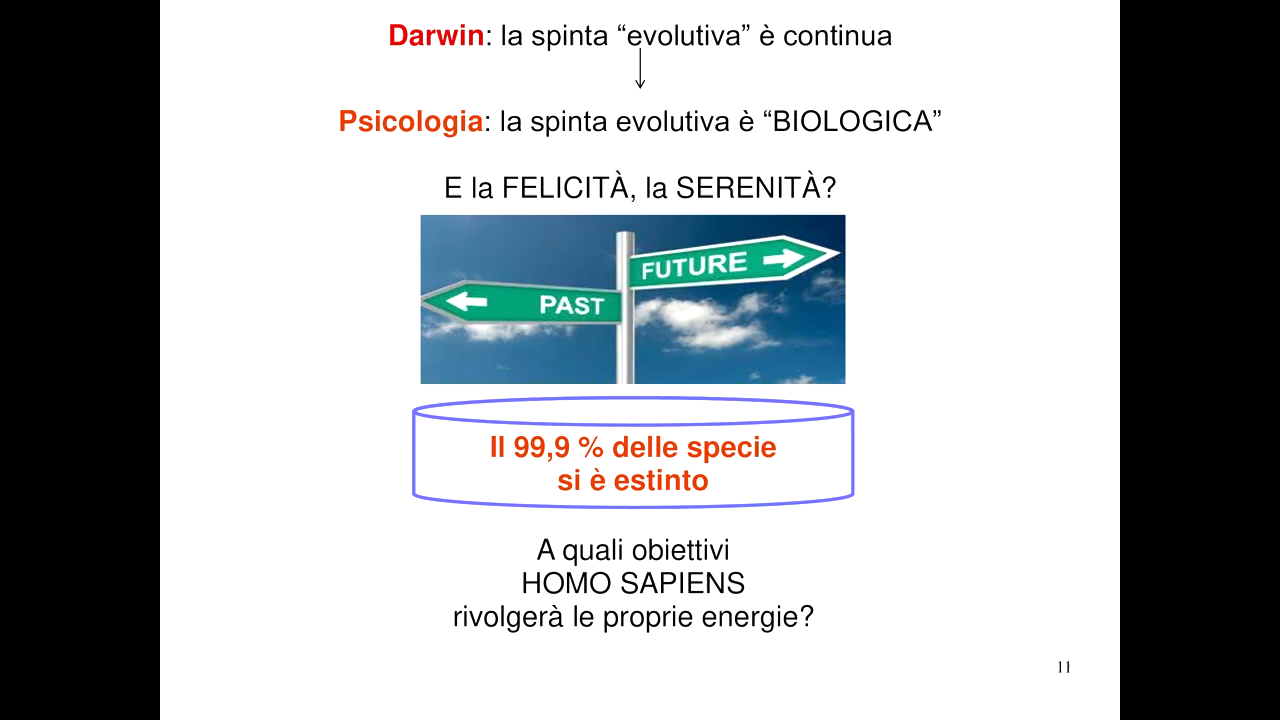 Darwin: la spinta “evolutiva” è continua
Psicologia: la spinta evolutiva è “BIOLOGICA”
E la FELICITÀ, la SERENITÀ?
FUTURE
PAST
Il 99,9 % delle specie
si è estinto
A quali obiettivi
HOMO SAPIENS
rivolgerà le proprie energie?
11